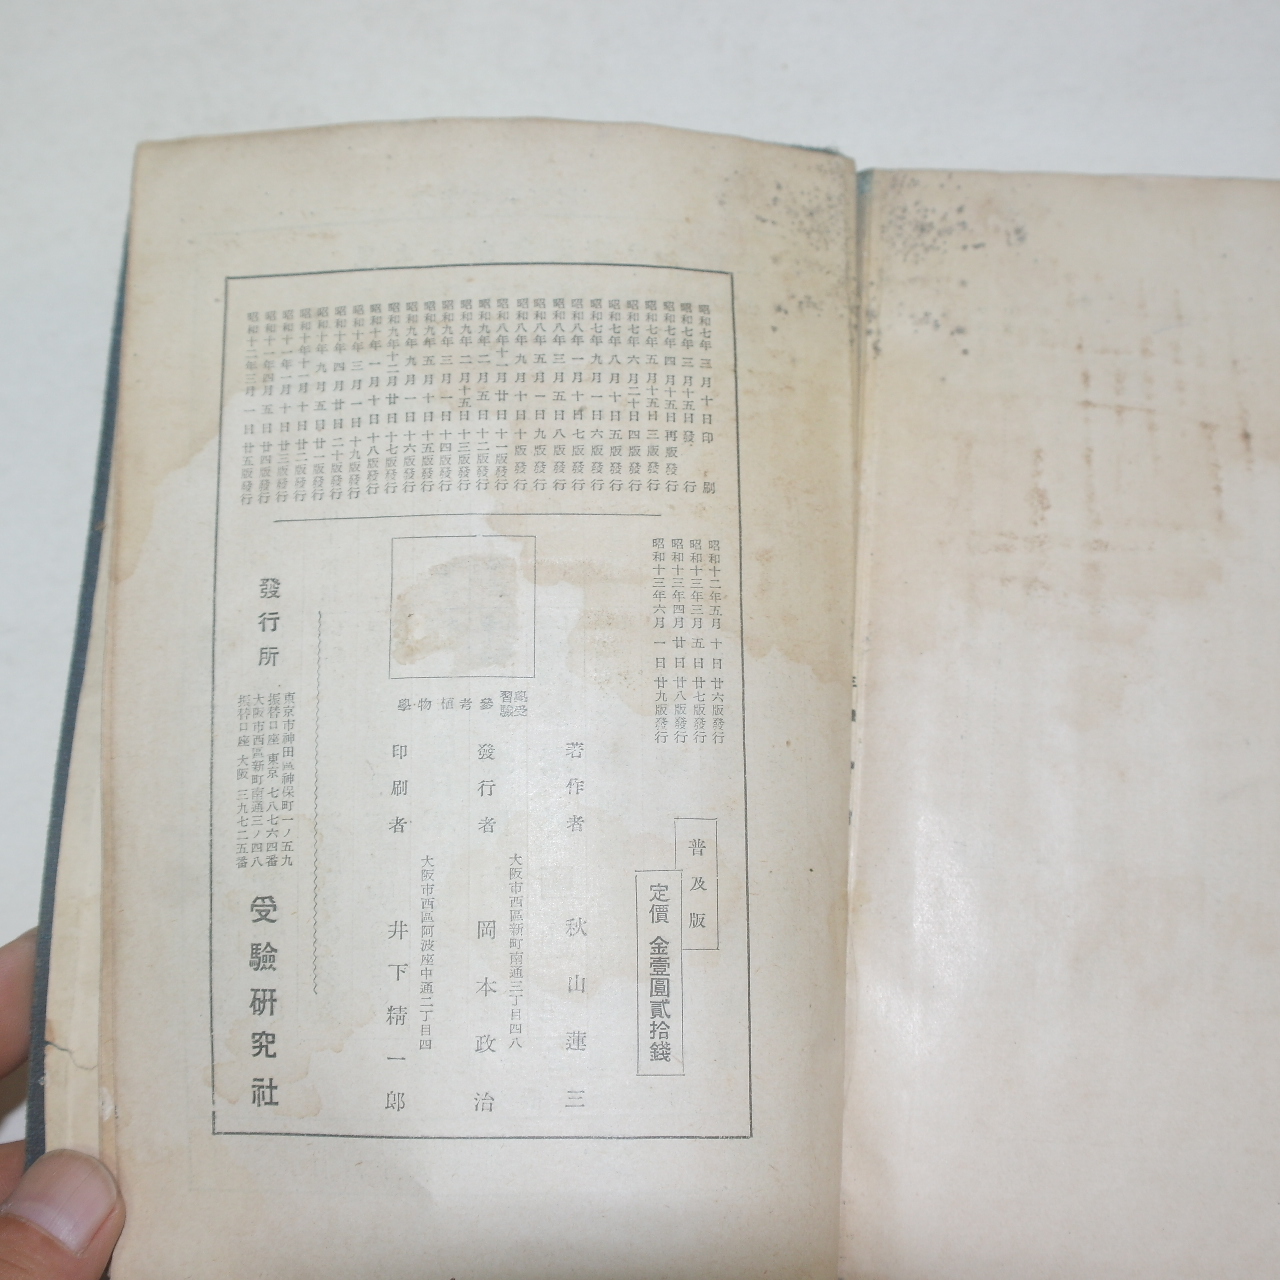 昭和七年三月十日印刷
昭和七年三月十五日發行
昭和七年四月十五日再版發行
昭和七年五月十五日三版發行
昭和七年六月二十日四版發行
昭和七年八月十日五版發行
昭和七年九月一日六版發行
昭和八年一月十日七版發行
昭和八年三月五日八版發行
昭和八年五月一日九版發行
昭和八年九月十日十版發行
昭和八年十一月廿日十一版發行
昭和九年二月五日十二版發行
昭和九年二月十五日十三版發行
昭和九年三月一日十四版發行
昭和九年五月十日十五版發行
昭和九年九月一日十六版發行
昭和九年十二月廿日十七版發行
昭和十年一月十日十八版發行
昭和十年三月一日十九版發行
昭和十年四月廿日二十版發行
昭和十年九月五日廿一版發行
昭和十年十一月十日廿二版發行
昭和十一年一月十日廿三版發行
昭和十一年四月五日廿四版發行
昭和十二年三月一日廿五版發行
昭和十二年五月十日廿六版發行
昭和十三年三月五日廿七版發行
昭和十三年四月廿日廿八版發行
昭和十三年六月一日廿九版發行
普及版
定價 金壹圓貳拾錢
學習受驗參考植物學
著作者 秋山蓮三
大阪市西區新町南通三丁目四八
發行者 岡本政治
大阪市西區阿波座中通二丁目四
印刷者 井下精一郎
發行所
東京市神田區神保町一ノ五九
振替口座 東京七八七六四番
大阪市西區新町南通三ノ四八
振替口座 大阪三九七二五番
受驗研究社